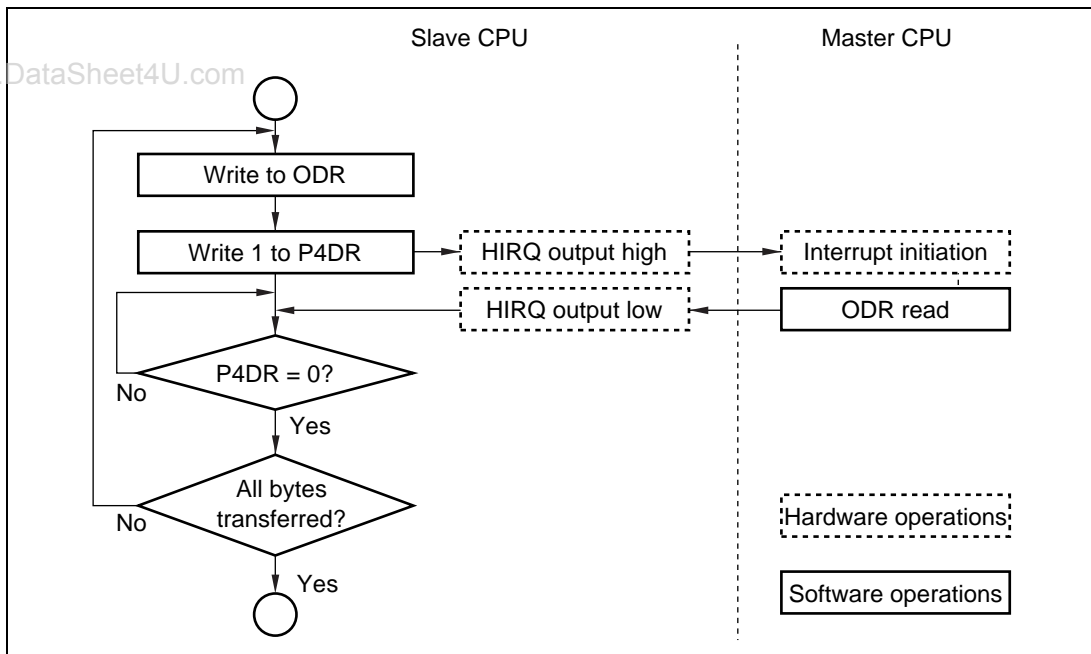 Slave CPU
Master CPU
.DataSheet4U.com
Write to ODR
Write 1 to P4DR
HIRQ output high
Interrupt initiation
HIRQ output low
ODR read
P4DR = 0?
No
Yes
All bytes
transferred?
No
Yes
Hardware operations
Software operations